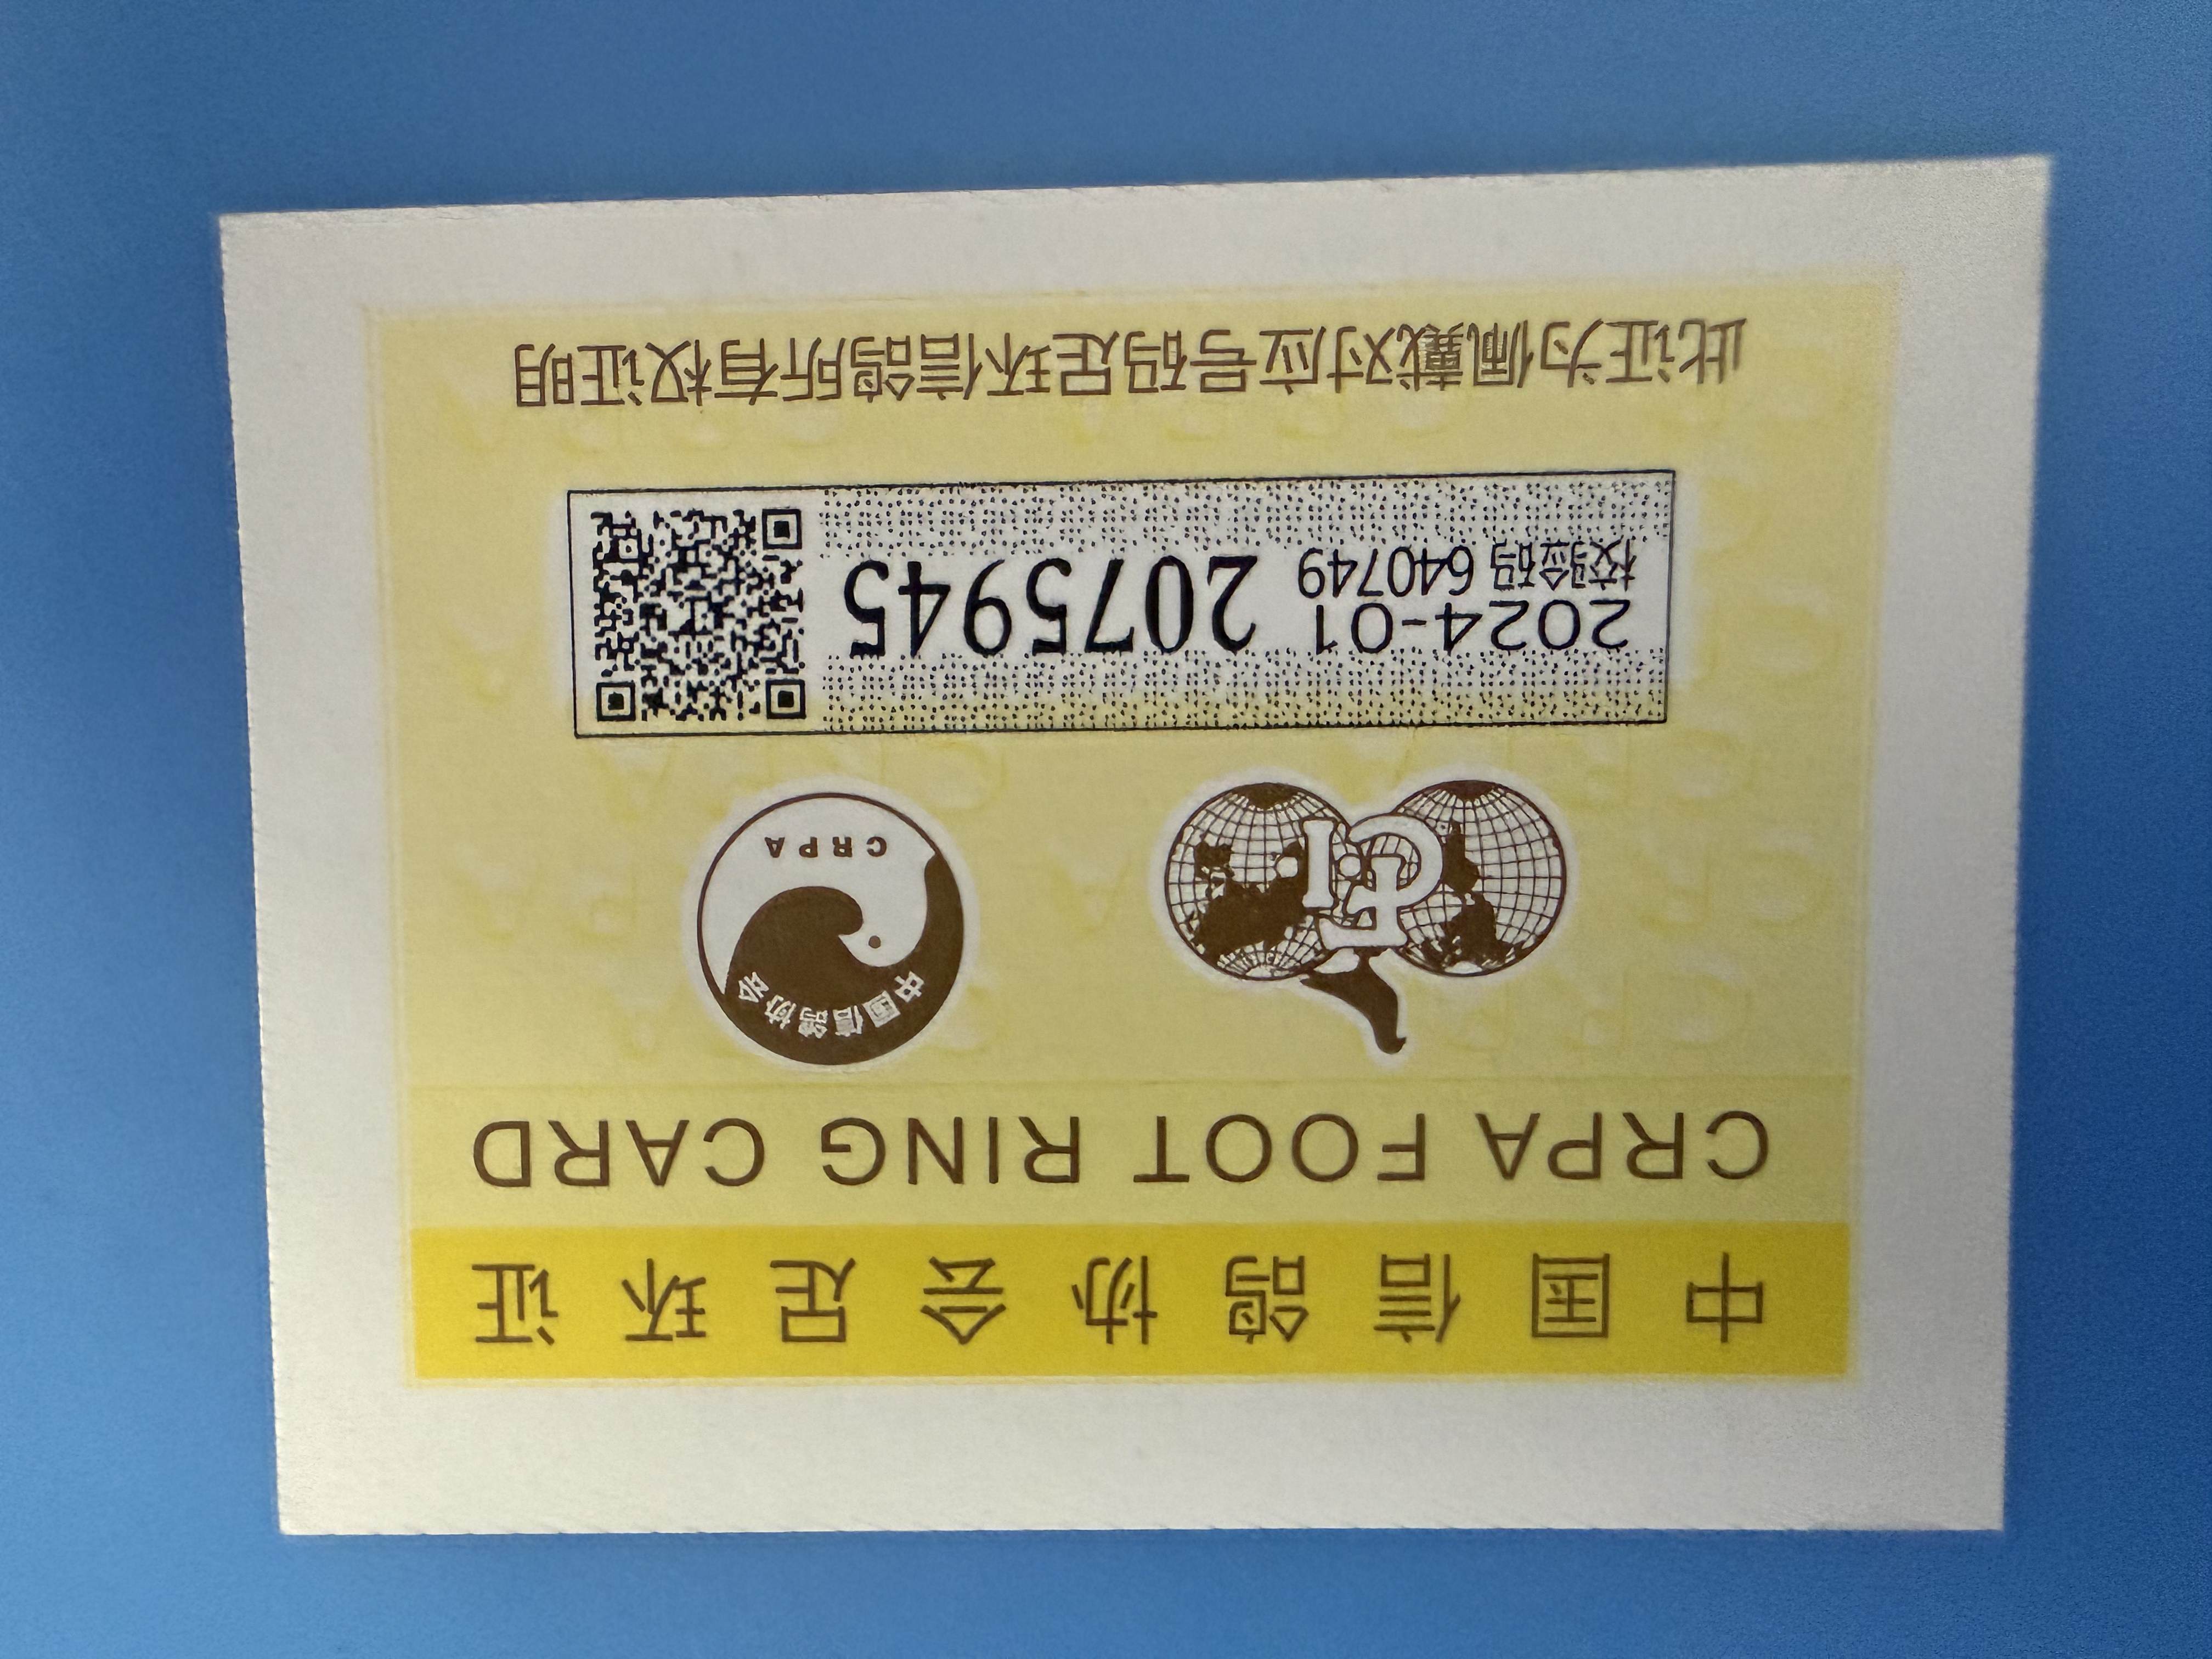 中国信鸽协会足环证
CRPA FOOT RING CARD
中国信鸽协会
CRPA
2024-01 2075945
校验码 640749
此证为佩戴对应号码足环信鸽所有权证明